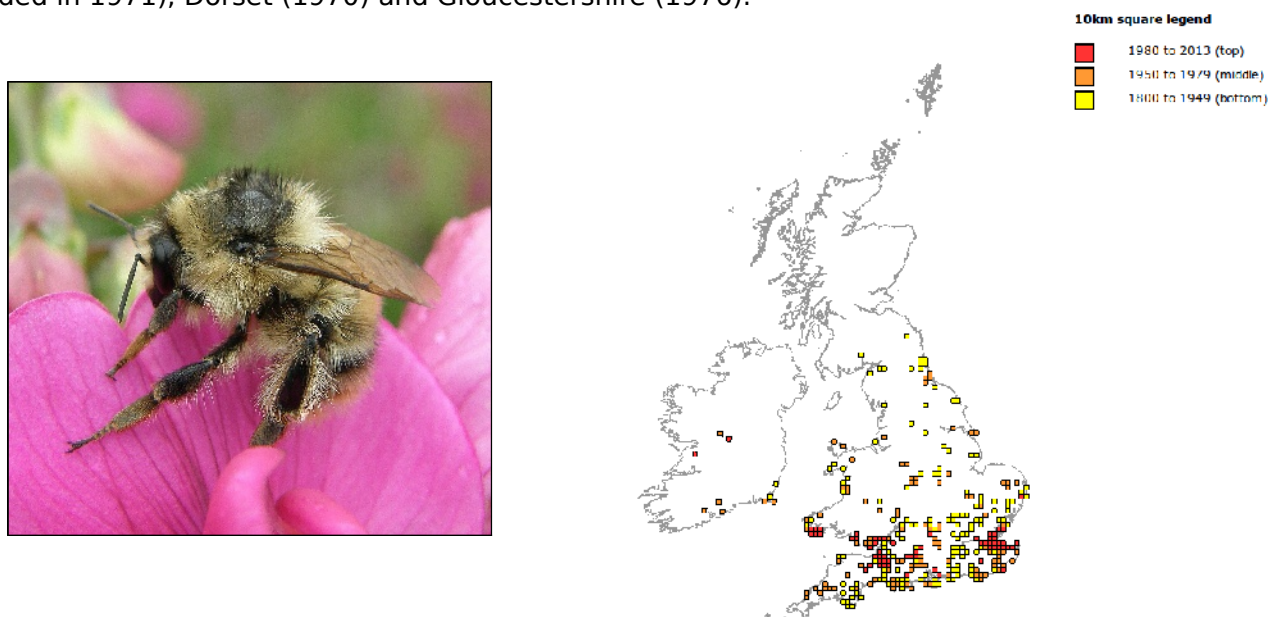 ded in 1971), Dorset (1970) and Gloucestershire (1976).
10km square legend
1980 to 2013 (top)
1950 to 1979 (middle)
1800 to 1949 (bottom)